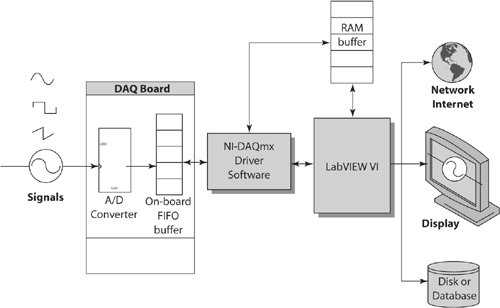 RAM
buffer
Network
Internet
DAQ Board
NI-DAQmx
Driver
Software
LabVIEW VI
Signals
A/D
Converter
On-board
FIFO
buffer
Display
Disk or
Database